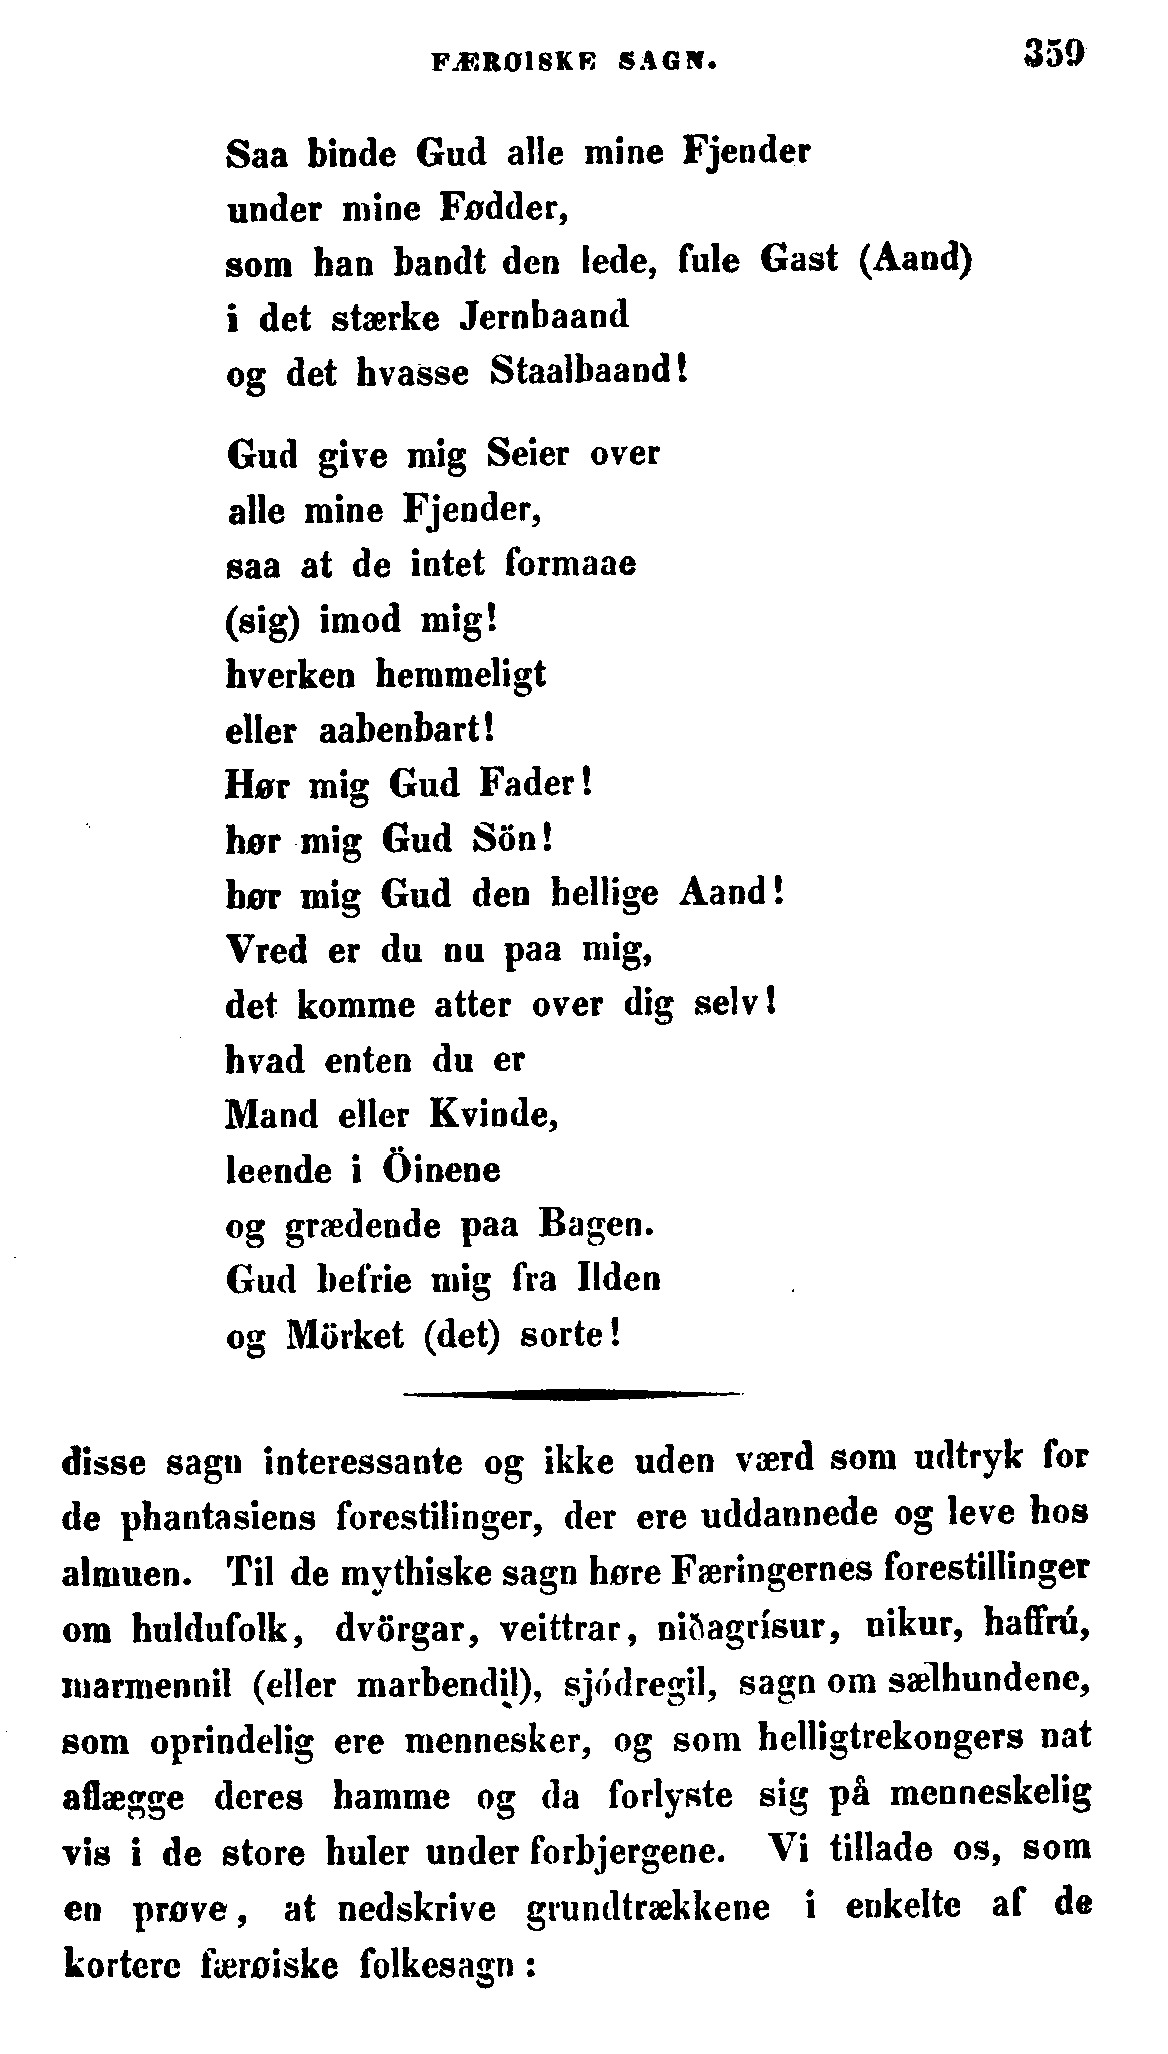 FÆRØISKE SAGN. 359
Saa binde Gud alle mine Fjender
under mine Fødder,
som han bandt den lede, fule Gast (Aand)
i det stærke Jernbaand
og det hvasse Staalbaand!
Gud give mig Seier over
alle mine Fjender,
saa at de intet formaae
(sig) imod mig!
hverken hemmeligt
eller aabenbart!
Hør mig Gud Fader!
hør mig Gud Sön!
hør mig Gud den hellige Aand!
Vred er du nu paa mig,
det komme atter over dig selv!
hvad enten du er
Mand eller Kvinde,
leende i Öinene
og grædende paa Bagen.
Gud befrie mig fra Ilden
og Mörket (det) sorte!
disse sagn interessante og ikke uden værd som udtryk for
de phantasiens forestilinger, der ere uddannede og leve hos
almuen. Til de mythiske sagn høre Færingernes forestillinger
om huldufolk, dvörgar, veittrar, niðagrísur, nikur, haffrú,
marmennil (eller marbendil), sjódregil, sagn om sælhundene,
som oprindelig ere mennesker, og som helligtrekongers nat
aflægge deres hamme og da forlyste sig på menneskelig
vis i de store huler under forbjergene. Vi tillade os, som
en prøve, at nedskrive grundtrækkene i enkelte af de
kortere færøiske folkesagn: